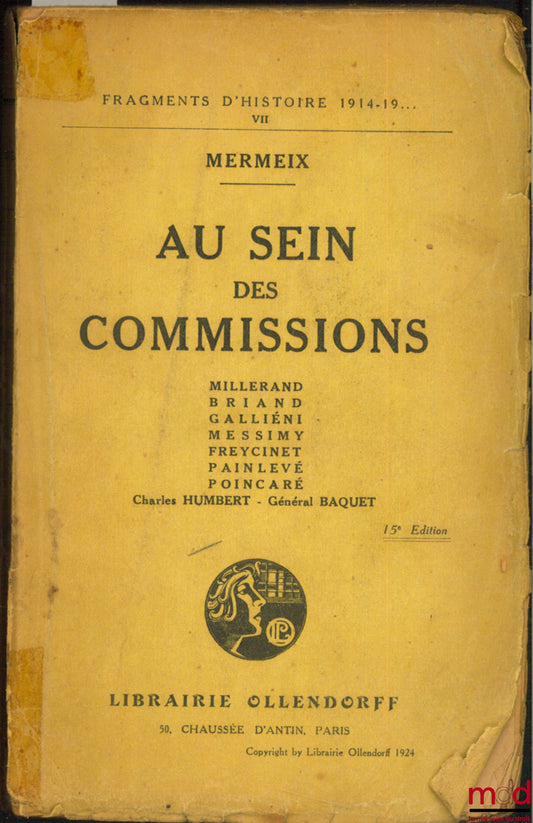 FRAGMENTS D'HISTOIRE 1914-19...
VII
MERMEIX
AU SEIN
DES
COMMISSIONS
MILLERAND
BRIAND
GALLIÉNI
MESSIMY
FREYCINET
PAINLEVÉ
POINCARÉ
Charles HUMBERT - Général BAQUET
15e Edition
LIBRAIRIE OLLENDORFF
50, CHAUSSÉE D'ANTIN, PARIS
Copyright by Librairie Ollendorff 1924
mdd